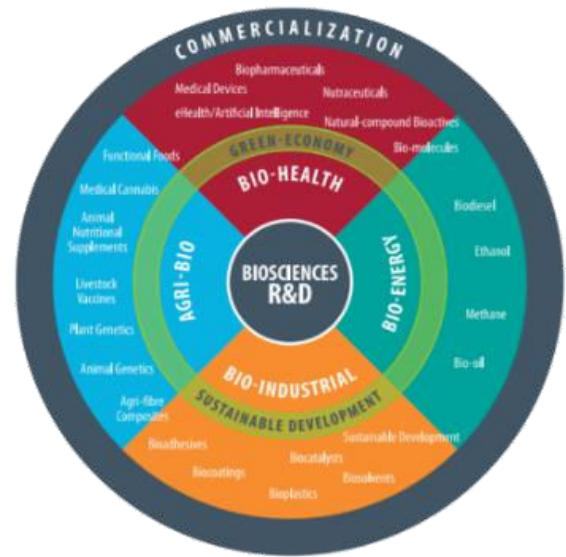 COMMERCIALIZATION
Biopharmaceuticals
Medical Devices
Nutraceuticals
eHealth/Artificial Intelligence
Natural-compound Bioactives
Bio-molecules
GREEN-ECONOMY
BIO-HEALTH
Functional Foods
Medical Cannabis
Animal
Nutritional
Supplements
Livestock
Vaccines
Plant Genetics
Animal Genetics
Agri-fibre
Composites
AGRI-BIO
BIOSCIENCES
R&D
BIO-ENERGY
Biodiesel
Ethanol
Methane
Bio-oil
BIO-INDUSTRIAL
SUSTAINABLE DEVELOPMENT
Sustainable Development
Bioadhesives
Biocatalysts
Biocoatings
Biosolvents
Bioplastics